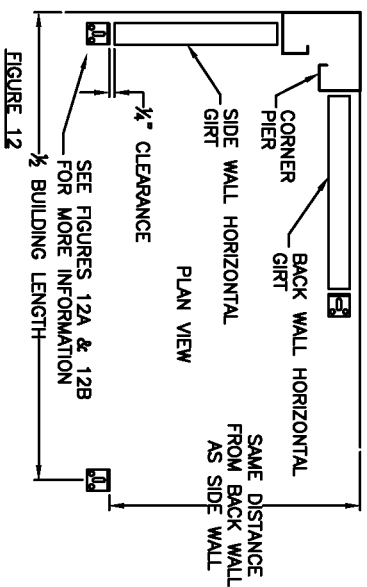 CORNER
PIER
BACK WALL HORIZONTAL
GIRT
SIDE WALL HORIZONTAL
GIRT
¼" CLEARANCE
PLAN VIEW
SAME DISTANCE
FROM BACK WALL
AS SIDE WALL
SEE FIGURES 12A & 12B
FOR MORE INFORMATION
½ BUILDING LENGTH
FIGURE 12